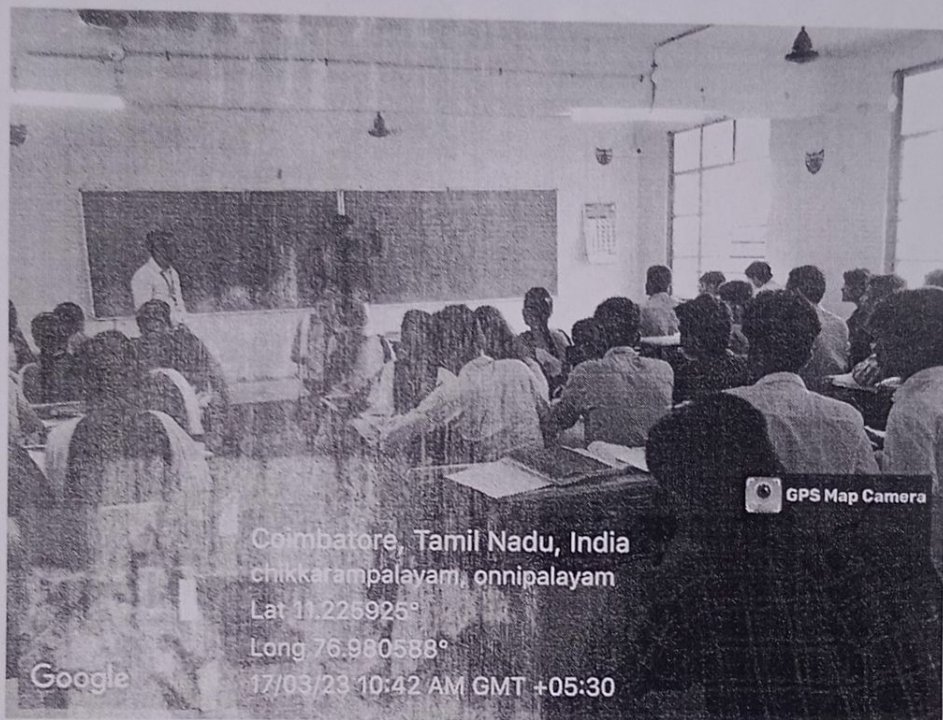 GPS Map Camera
Coimbatore, Tamil Nadu, India
chikkarampalayam, onnipalayam
Lat 11.226925°
Long 76.980588°
17/03/23 10:42 AM GMT +05:30
Google